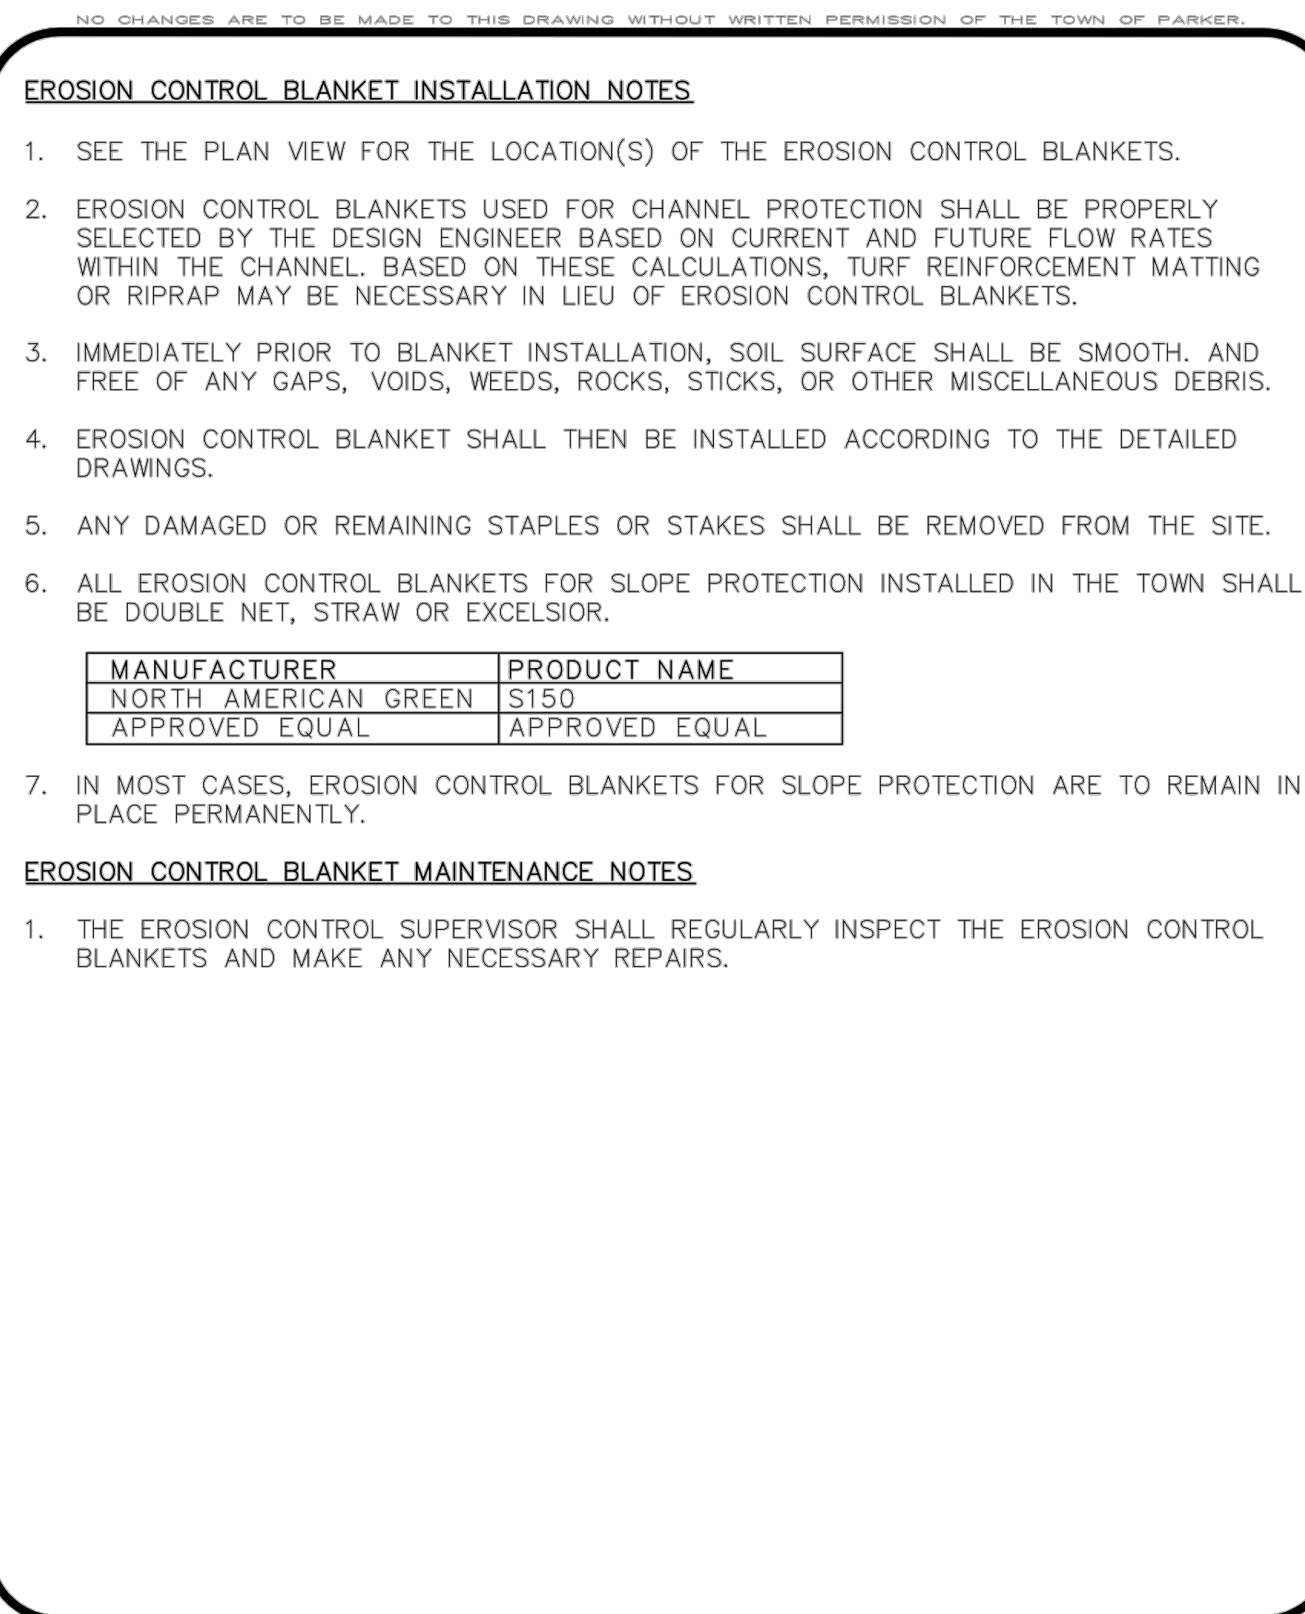 NO CHANGES ARE TO BE MADE TO THIS DRAWING WITHOUT WRITTEN PERMISSION OF THE TOWN OF PARKER.
EROSION CONTROL BLANKET INSTALLATION NOTES
1. SEE THE PLAN VIEW FOR THE LOCATION(S) OF THE EROSION CONTROL BLANKETS.
2. EROSION CONTROL BLANKETS USED FOR CHANNEL PROTECTION SHALL BE PROPERLY
SELECTED BY THE DESIGN ENGINEER BASED ON CURRENT AND FUTURE FLOW RATES
WITHIN THE CHANNEL. BASED ON THESE CALCULATIONS, TURF REINFORCEMENT MATTING
OR RIPRAP MAY BE NECESSARY IN LIEU OF EROSION CONTROL BLANKETS.
3. IMMEDIATELY PRIOR TO BLANKET INSTALLATION, SOIL SURFACE SHALL BE SMOOTH. AND
FREE OF ANY GAPS, VOIDS, WEEDS, ROCKS, STICKS, OR OTHER MISCELLANEOUS DEBRIS.
4. EROSION CONTROL BLANKET SHALL THEN BE INSTALLED ACCORDING TO THE DETAILED
DRAWINGS.
5. ANY DAMAGED OR REMAINING STAPLES OR STAKES SHALL BE REMOVED FROM THE SITE.
6. ALL EROSION CONTROL BLANKETS FOR SLOPE PROTECTION INSTALLED IN THE TOWN SHALL
BE DOUBLE NET, STRAW OR EXCELSIOR.
MANUFACTURER PRODUCT NAME
NORTH AMERICAN GREEN S150
APPROVED EQUAL APPROVED EQUAL
7. IN MOST CASES, EROSION CONTROL BLANKETS FOR SLOPE PROTECTION ARE TO REMAIN IN
PLACE PERMANENTLY.
EROSION CONTROL BLANKET MAINTENANCE NOTES
1. THE EROSION CONTROL SUPERVISOR SHALL REGULARLY INSPECT THE EROSION CONTROL
BLANKETS AND MAKE ANY NECESSARY REPAIRS.